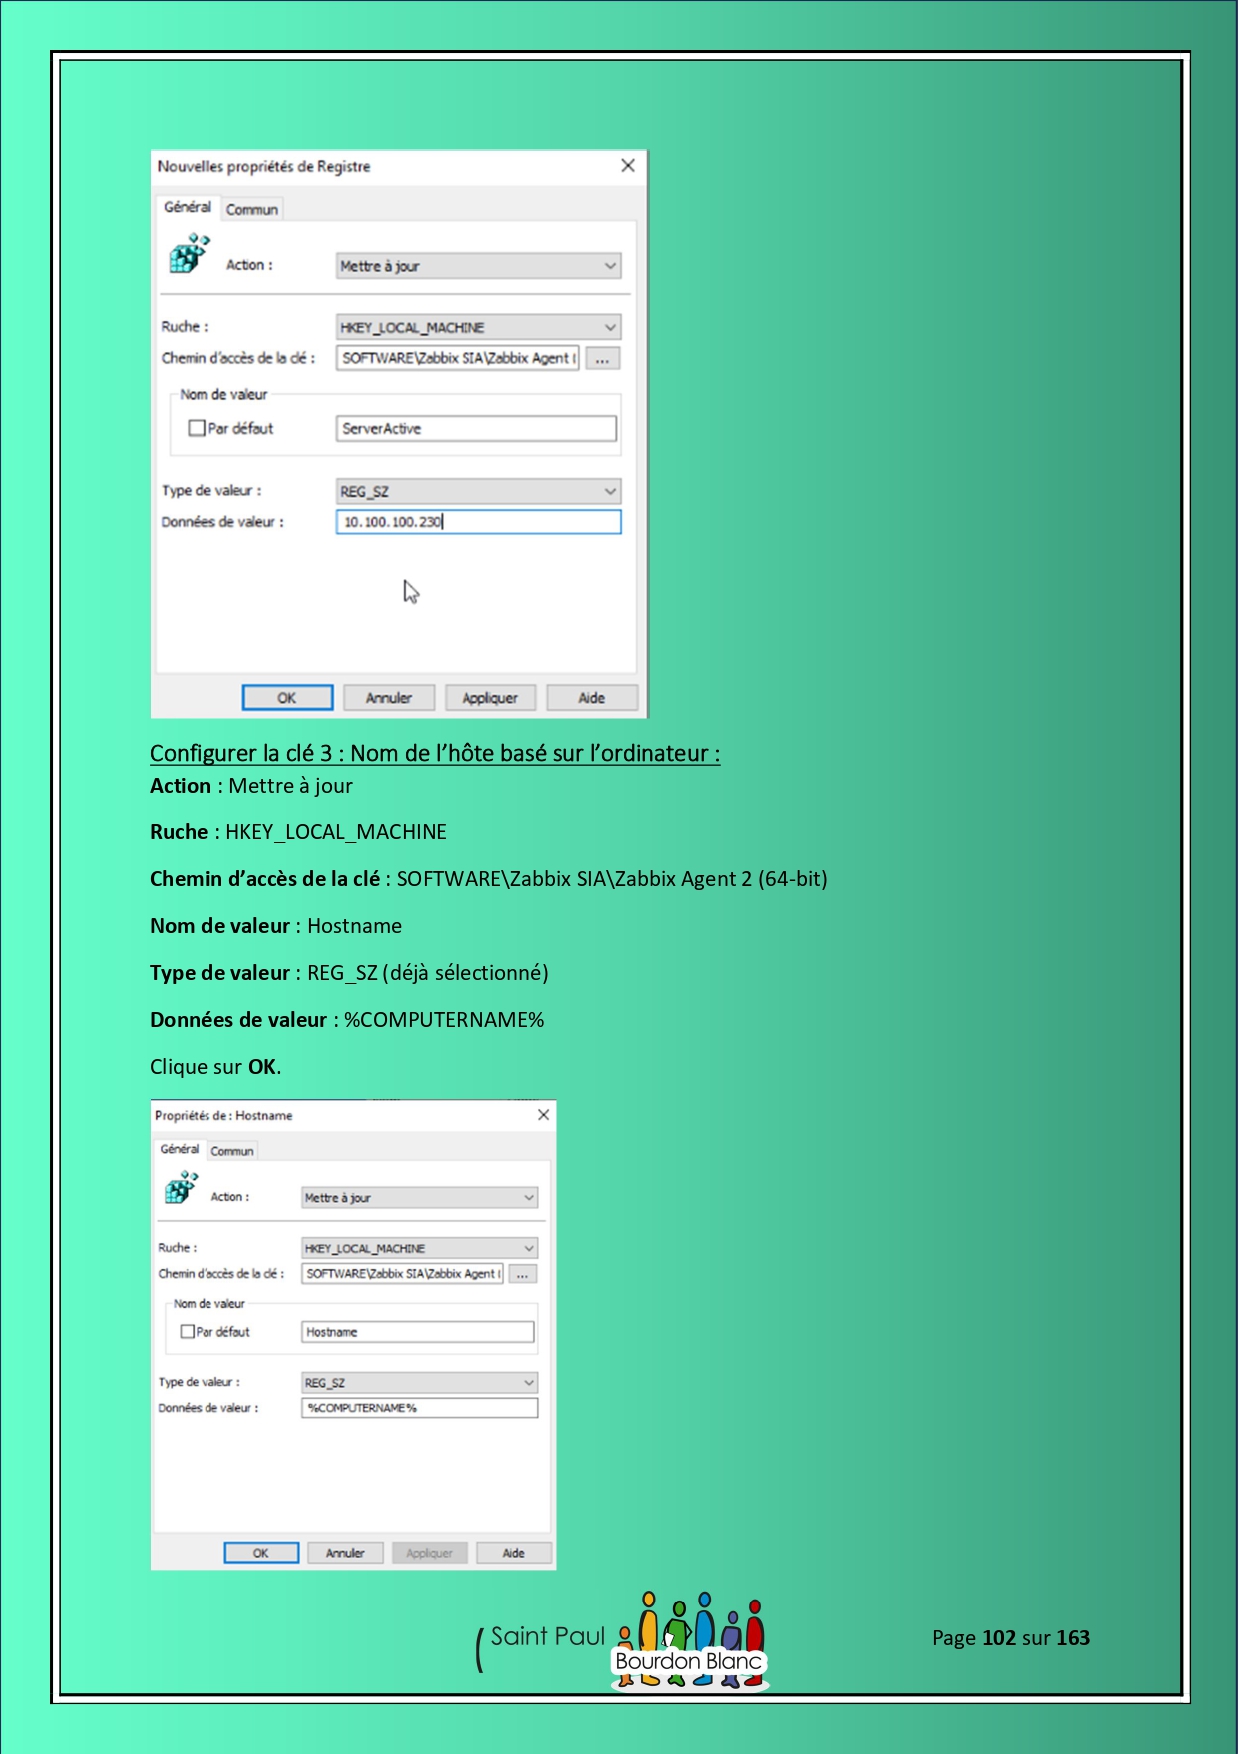 Nouvelles propriétés de Registre
Général
Commun
Action :
Mettre à jour
Ruche :
HKEY_LOCAL_MACHINE
Chemin d'accès de la clé :
SOFTWARE\Zabbix SIA\Zabbix Agent (
...
Nom de valeur
Par défaut
ServerActive
Type de valeur :
REG_SZ
Données de valeur :
10.100.100.230
OK
Annuler
Appliquer
Aide
Configurer la clé 3 : Nom de l’hôte basé sur l’ordinateur :
Action : Mettre à jour
Ruche : HKEY_LOCAL_MACHINE
Chemin d’accès de la clé : SOFTWARE\Zabbix SIA\Zabbix Agent 2 (64-bit)
Nom de valeur : Hostname
Type de valeur : REG_SZ (déjà sélectionné)
Données de valeur : %COMPUTERNAME%
Clique sur OK.
Propriétés de : Hostname
Général
Commun
Action :
Mettre à jour
Ruche :
HKEY_LOCAL_MACHINE
Chemin d'accès de la clé :
SOFTWARE\Zabbix SIA\Zabbix Agent (
...
Nom de valeur
Par défaut
Hostname
Type de valeur :
REG_SZ
Données de valeur :
%COMPUTERNAME%
OK
Annuler
Appliquer
Aide
Saint Paul
Bourdon Blanc
Page 102 sur 163